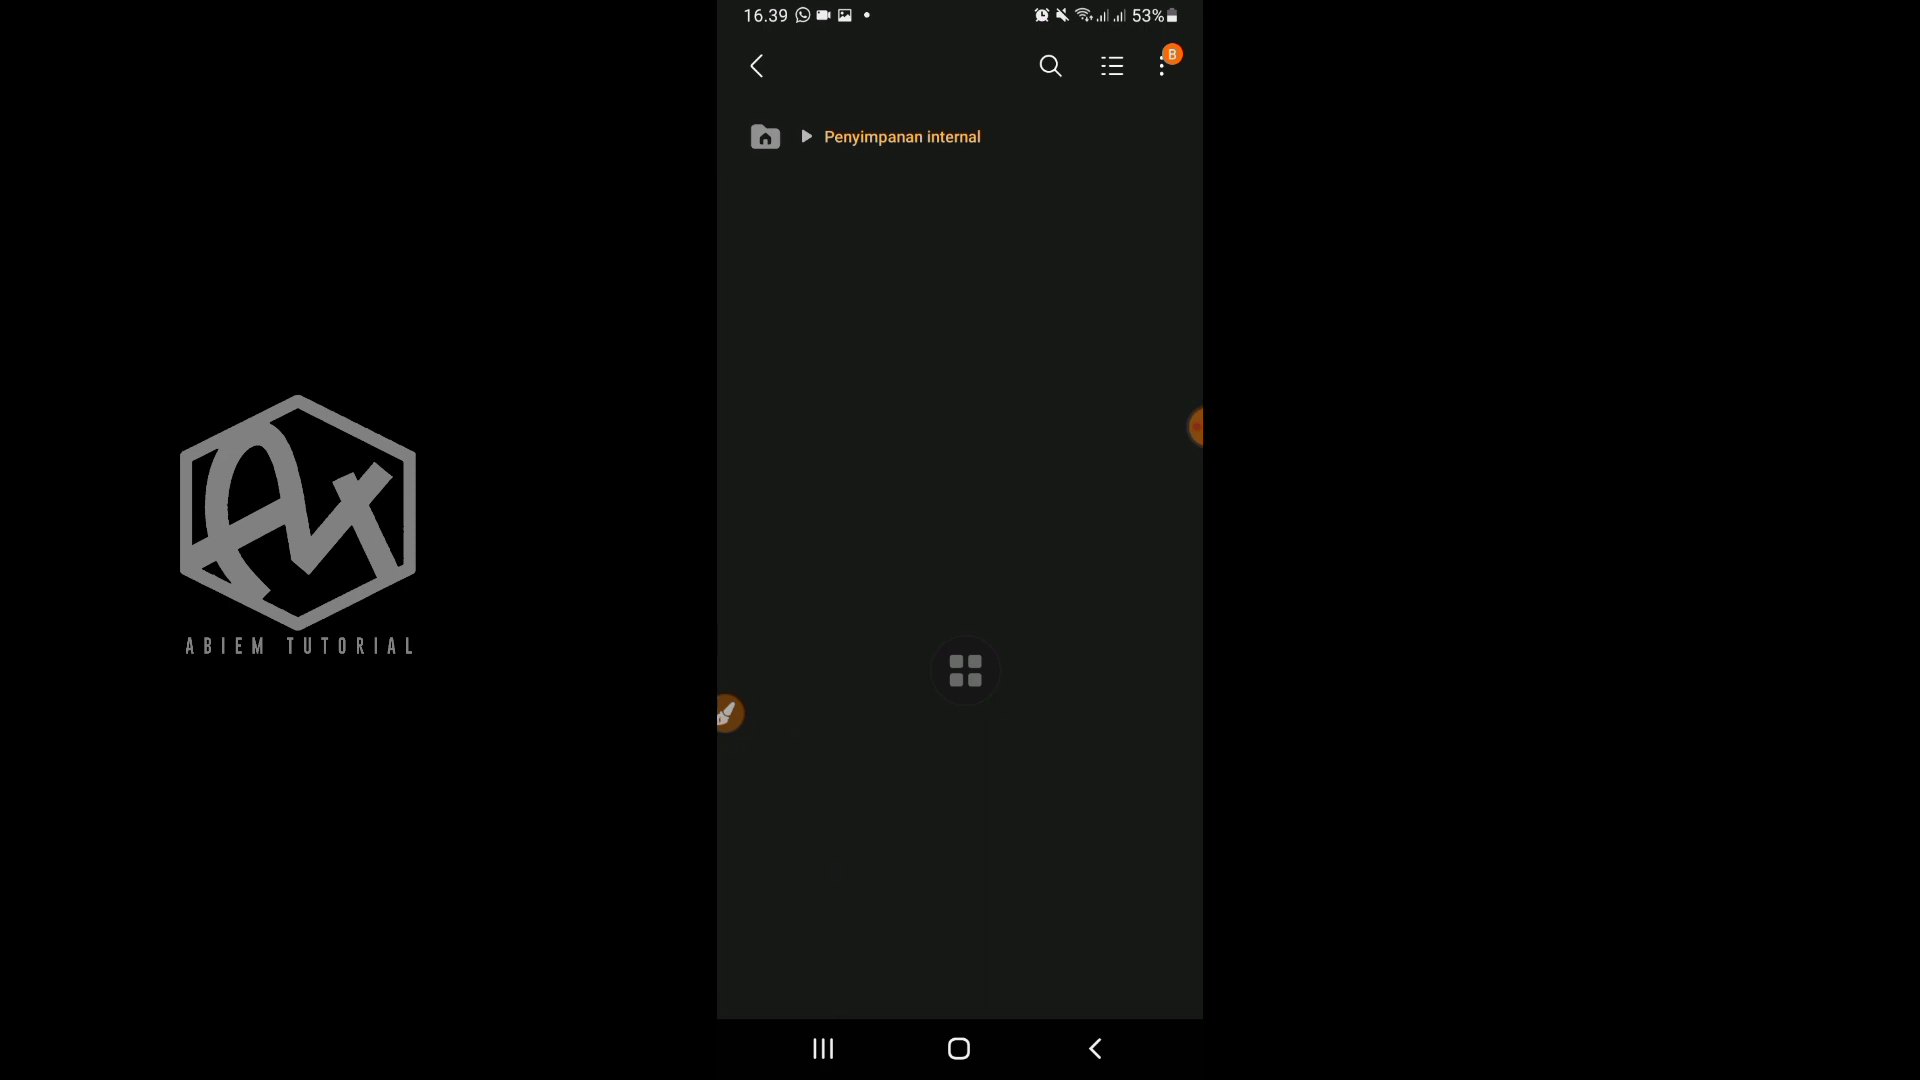 16.39
53%
B
Penyimpanan internal
ABIEM TUTORIAL